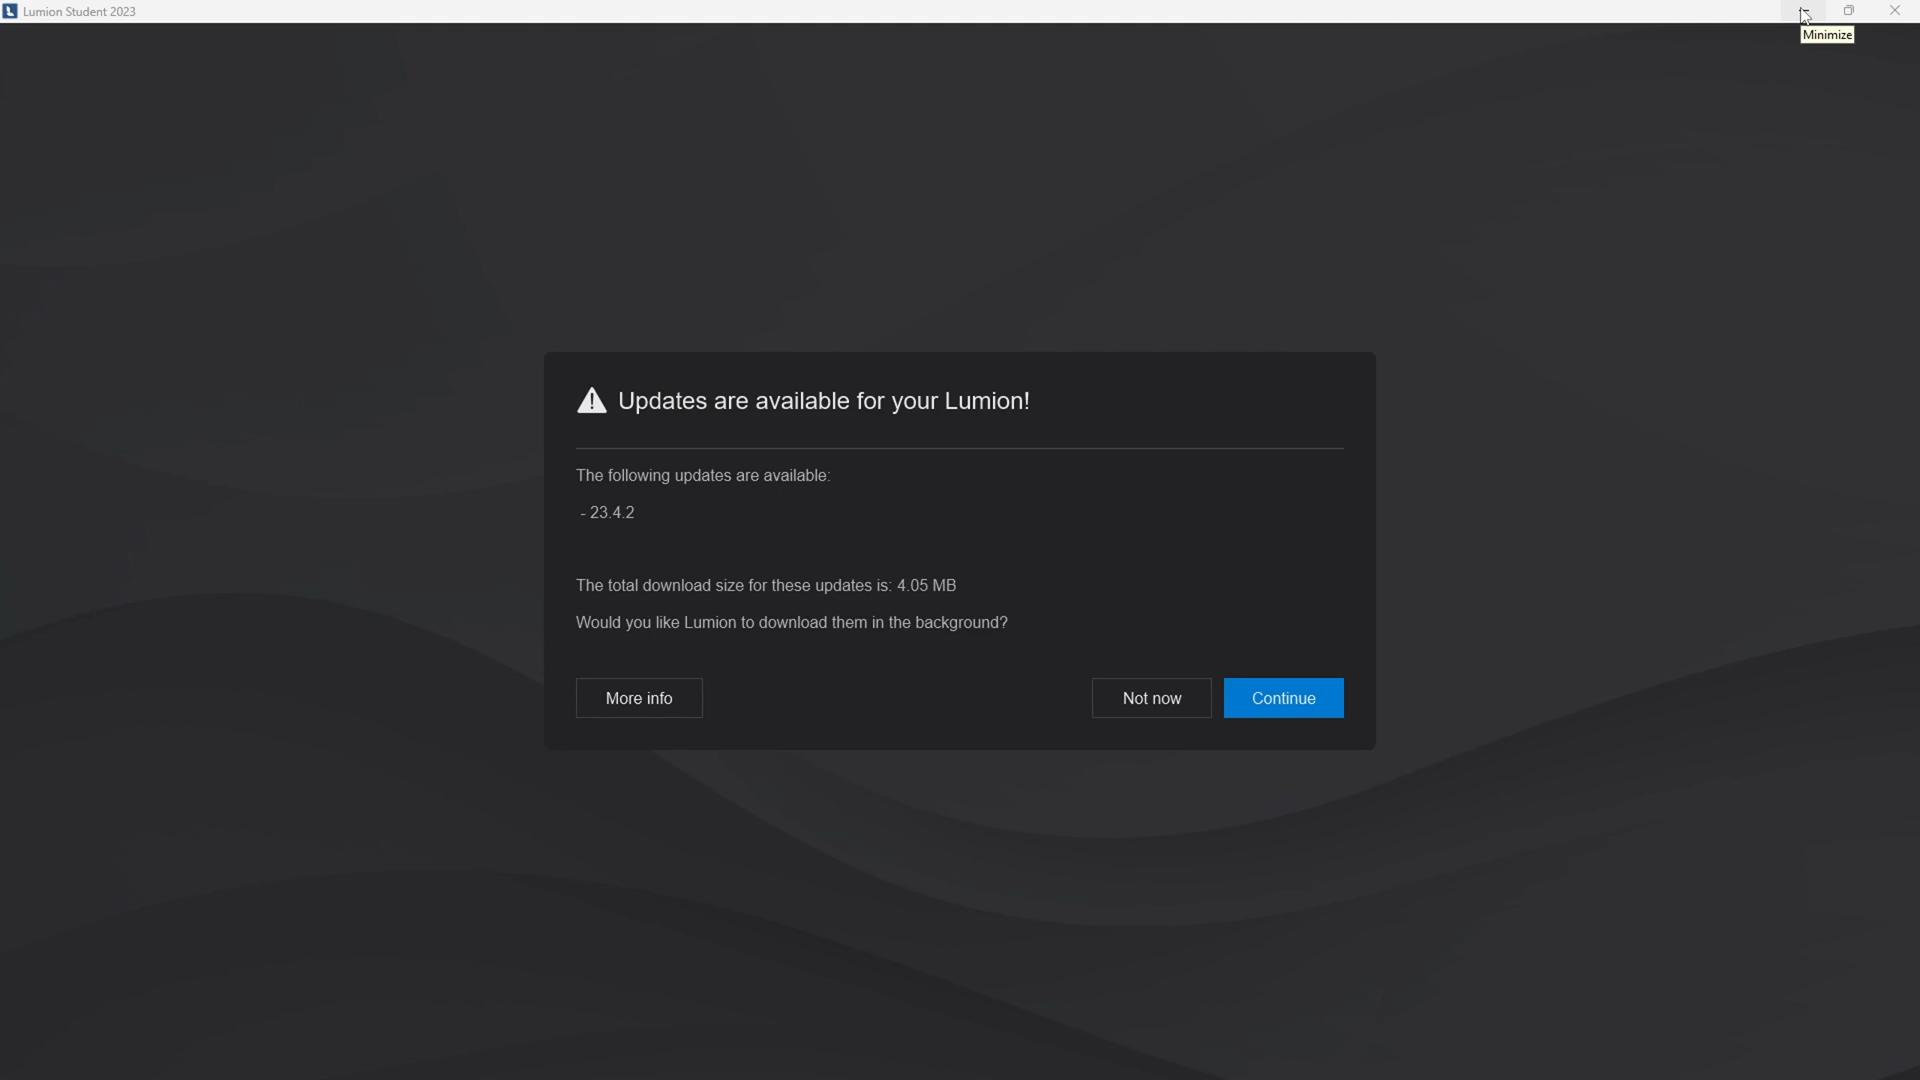 Lumion Student 2023
Minimize
Updates are available for your Lumion!
The following updates are available:
- 23.4.2
The total download size for these updates is: 4.05 MB
Would you like Lumion to download them in the background?
More info
Not now
Continue